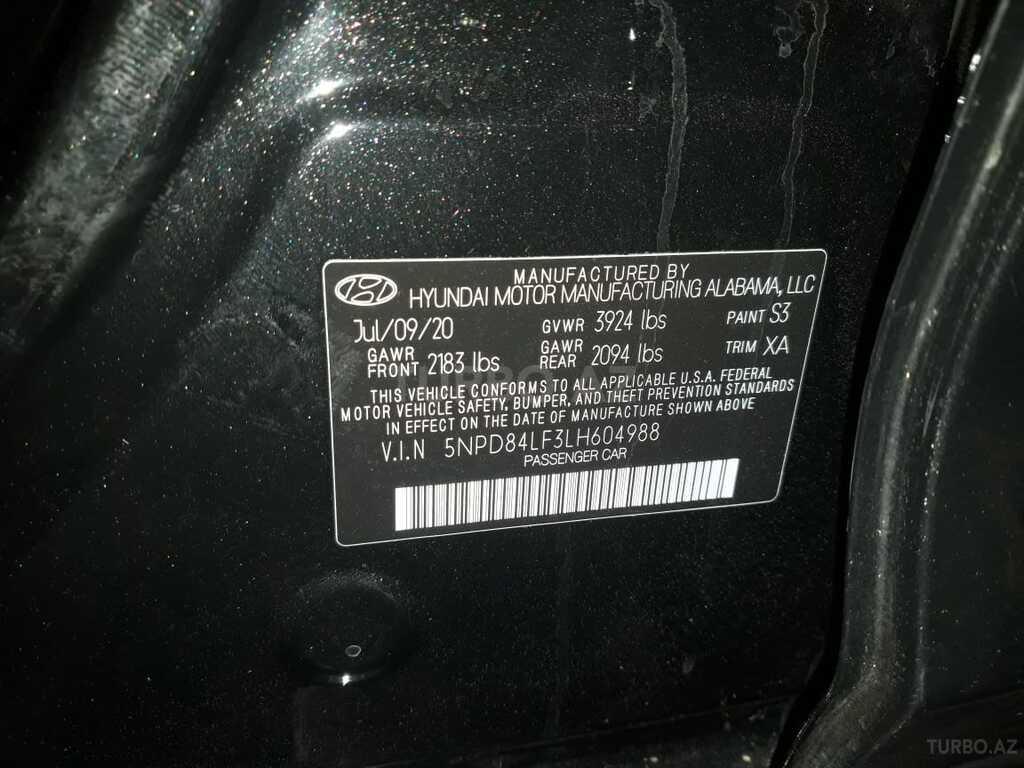 MANUFACTURED BY
HYUNDAI MOTOR MANUFACTURING ALABAMA, LLC
Jul/09/20 GVWR 3924 lbs PAINT S3
GAWR FRONT 2183 lbs GAWR REAR 2094 lbs TRIM XA
THIS VEHICLE CONFORMS TO ALL APPLICABLE U.S.A. FEDERAL
MOTOR VEHICLE SAFETY, BUMPER, AND THEFT PREVENTION STANDARDS
IN EFFECT ON THE DATE OF MANUFACTURE SHOWN ABOVE
V.I.N 5NPD84LF3LH604988
PASSENGER CAR
TURBO.AZ
TURBO.AZ